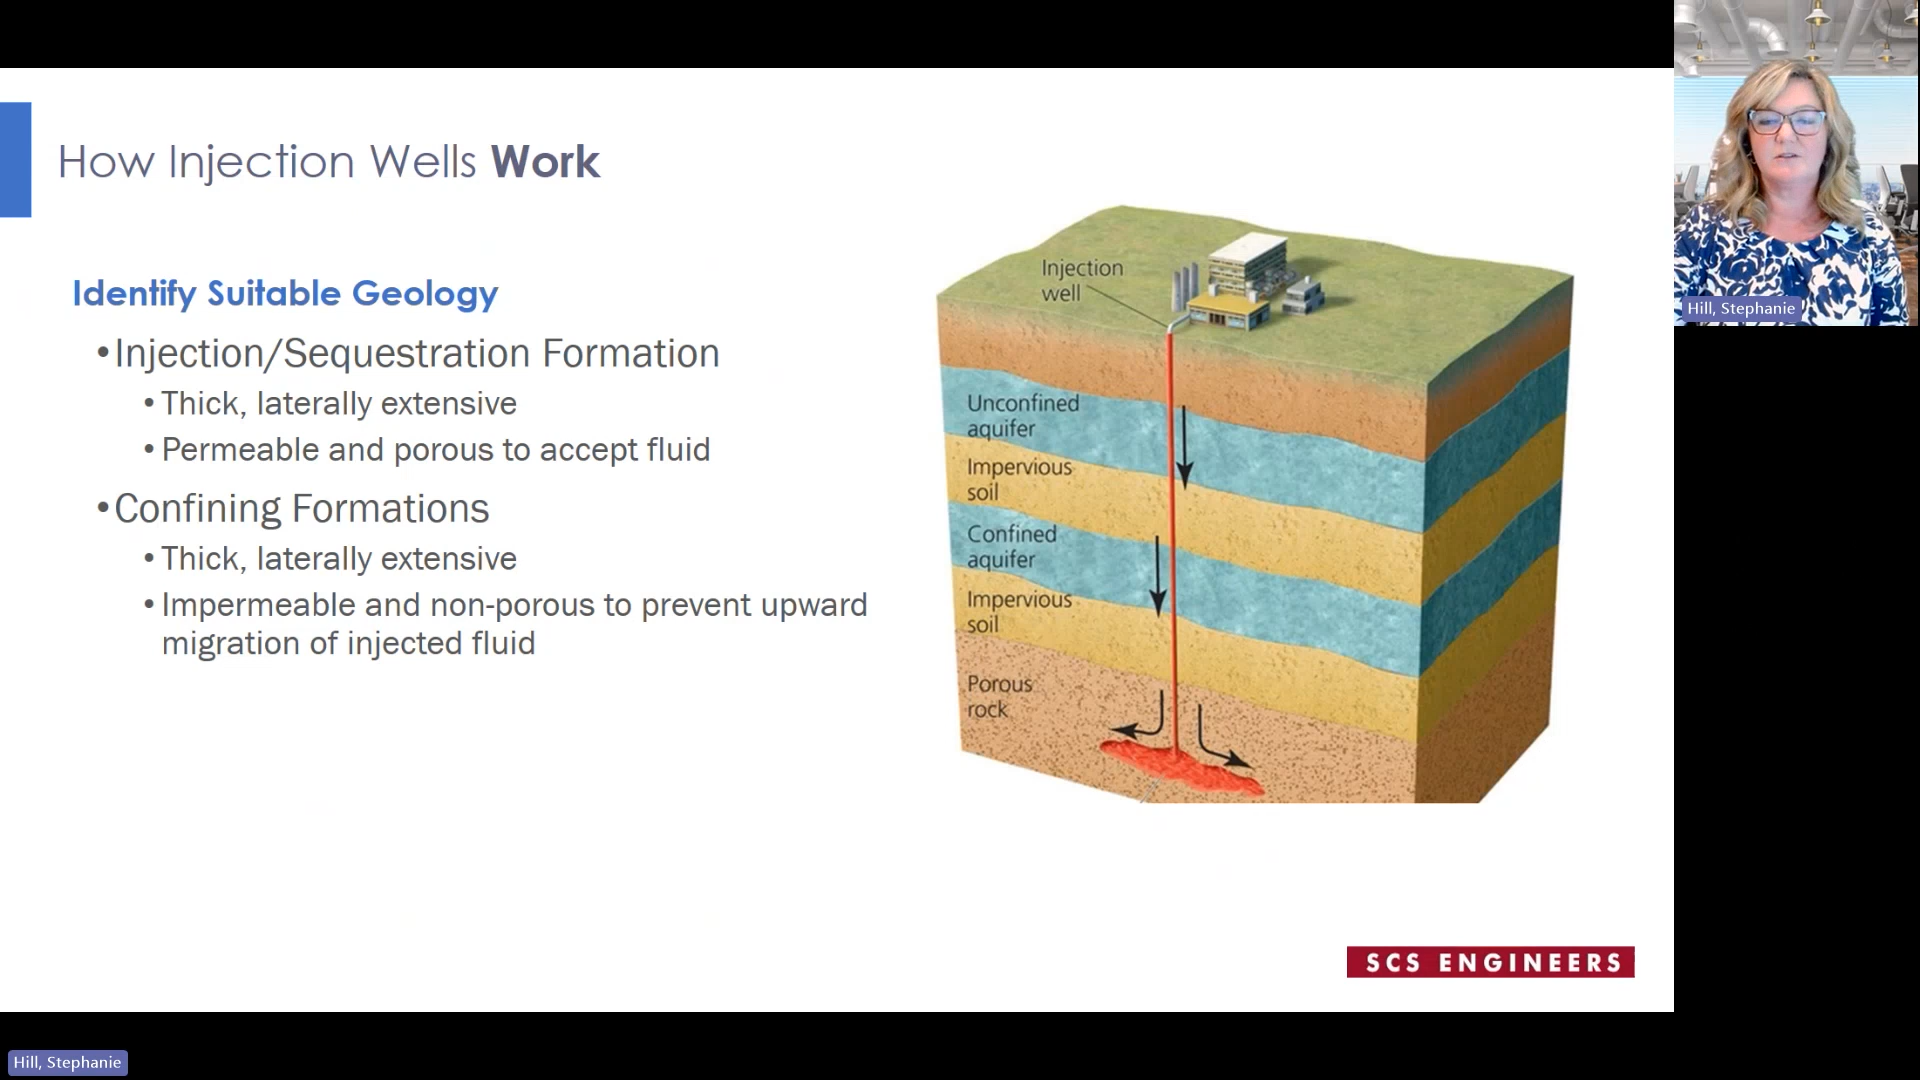 How Injection Wells Work
Identify Suitable Geology
•Injection/Sequestration Formation
•Thick, laterally extensive
•Permeable and porous to accept fluid
•Confining Formations
•Thick, laterally extensive
•Impermeable and non-porous to prevent upward
migration of injected fluid
Injection
well
Unconfined
aquifer
Impervious
soil
Confined
aquifer
Impervious
soil
Porous
rock
SCS ENGINEERS
Hill, Stephanie
Hill, Stephanie